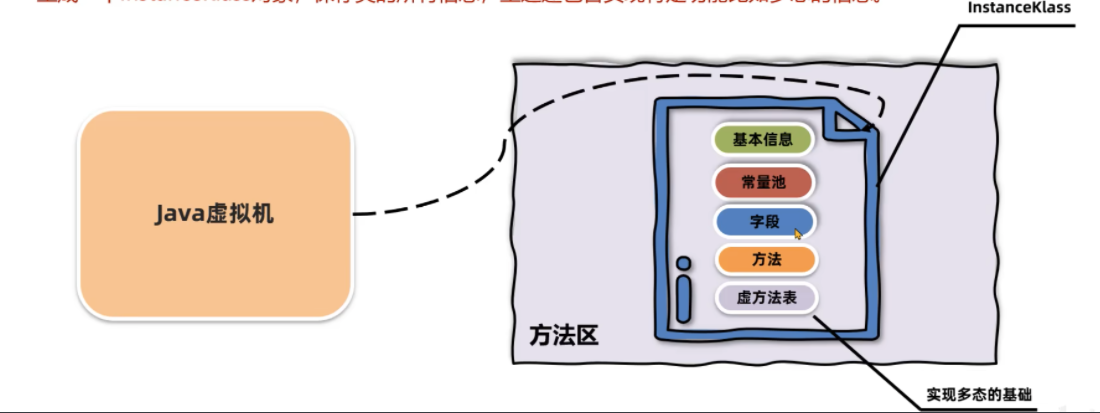 InstanceKlass
基本信息
常量池
Java虚拟机
字段
方法
虚方法表
方法区
实现多态的基础